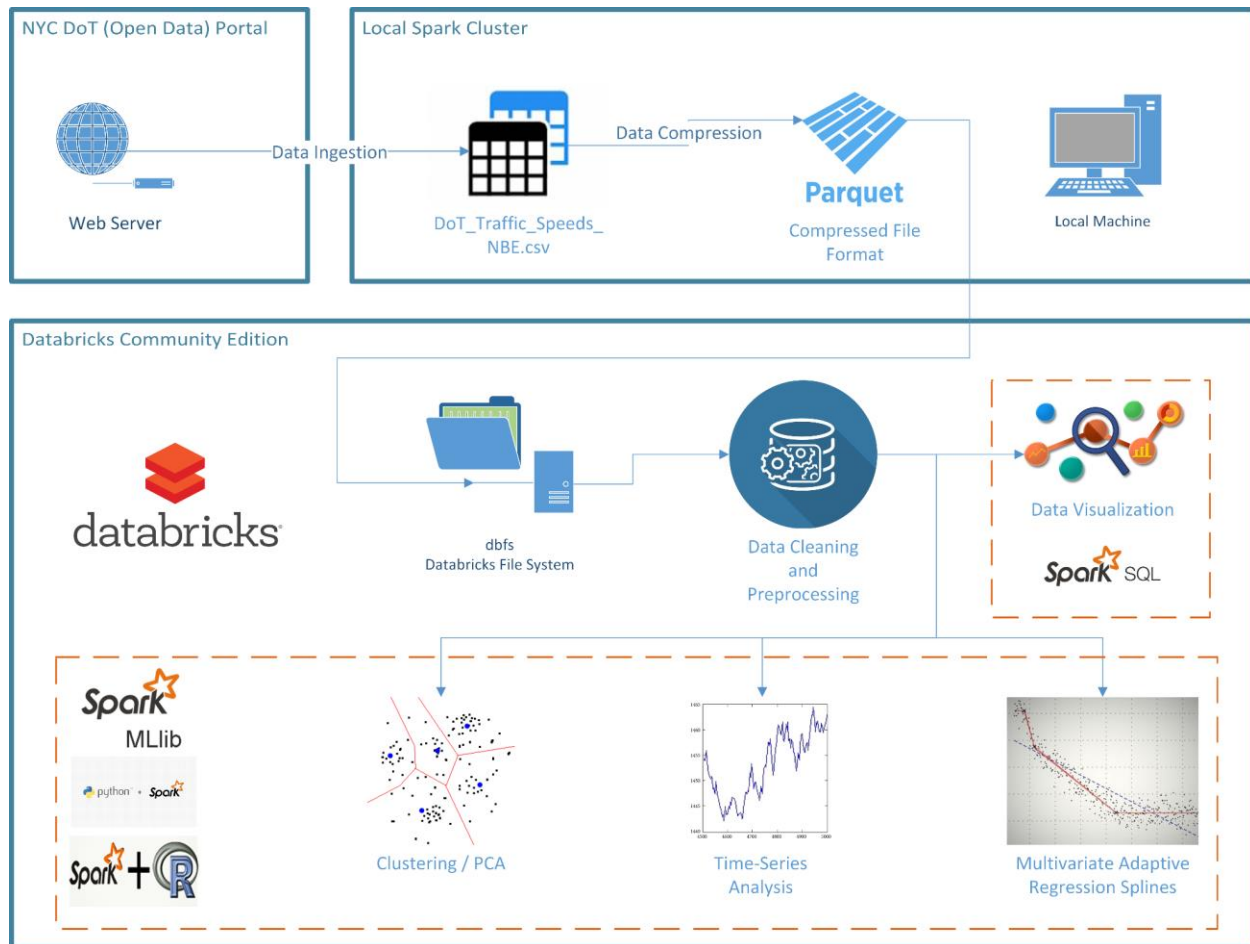 NYC DoT (Open Data) Portal
Local Spark Cluster
Data Ingestion
Data Compression
Web Server
DoT_Traffic_Speeds_
NBE.csv
Parquet
Compressed File
Format
Local Machine
Databricks Community Edition
databricks
dbfs
Databricks File System
Data Cleaning
and
Preprocessing
Data Visualization
Spark SQL
Spark
MLlib
python + Spark
Spark + R
Clustering / PCA
Time-Series
Analysis
Multivariate Adaptive
Regression Splines